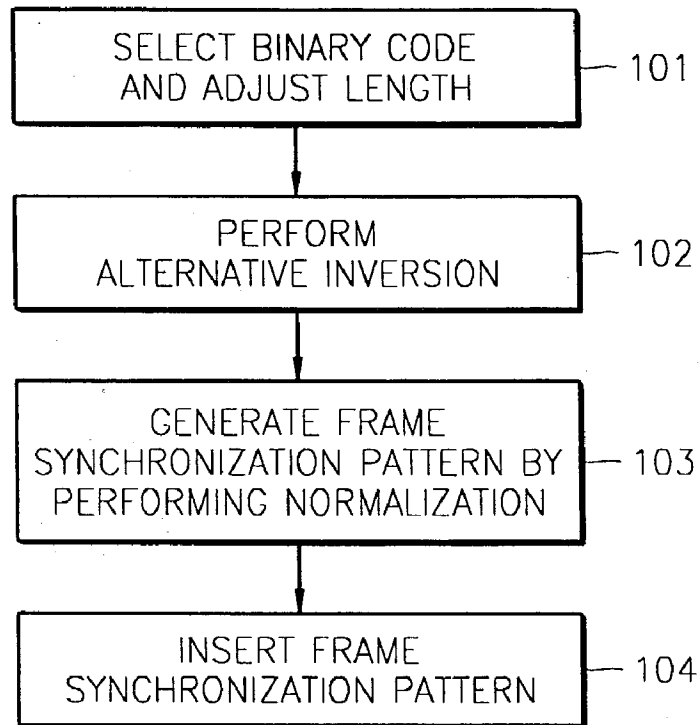 SELECT BINARY CODE
AND ADJUST LENGTH
101
PERFORM
ALTERNATIVE INVERSION
102
GENERATE FRAME
SYNCHRONIZATION PATTERN BY
PERFORMING NORMALIZATION
103
INSERT FRAME
SYNCHRONIZATION PATTERN
104